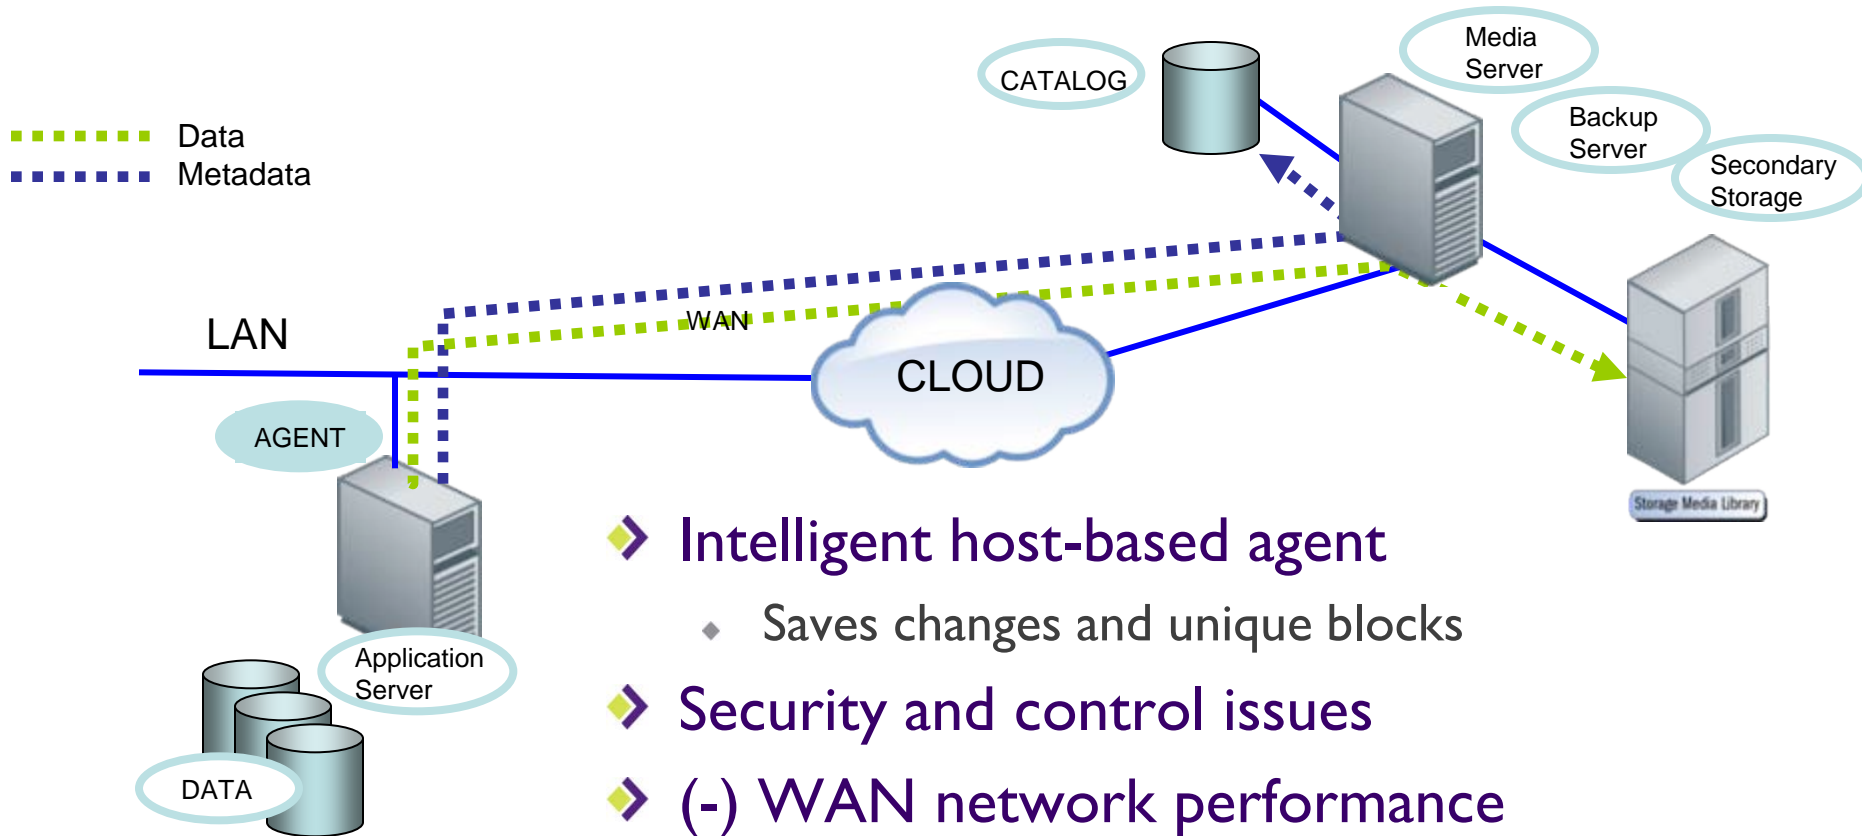 Media
Server
CATALOG
Backup
Server
Data
Metadata
Secondary
Storage
WAN
LAN
CLOUD
AGENT
Storage Media Library
Intelligent host-based agent
Saves changes and unique blocks
Application
Server
Security and control issues
DATA
(-) WAN network performance